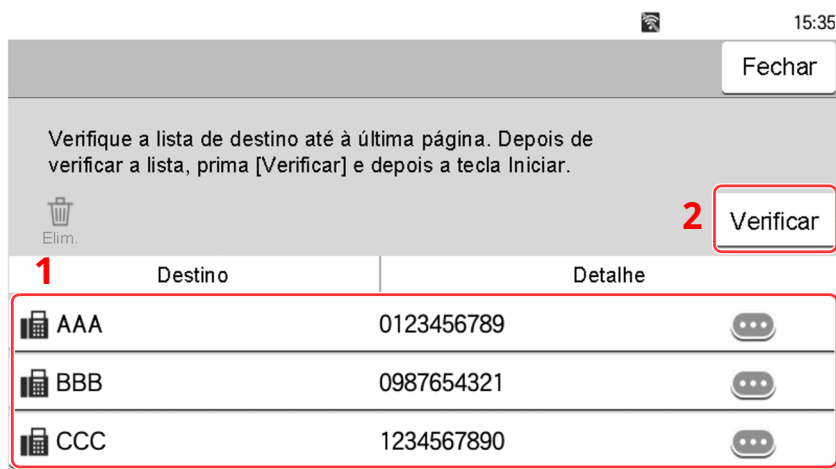 15:35
Fechar
Verifique a lista de destino até à última página. Depois de
verificar a lista, prima [Verificar] e depois a tecla Iniciar.
Elim.
2 Verificar
1 Destino Detalhe
AAA 0123456789
BBB 0987654321
CCC 1234567890